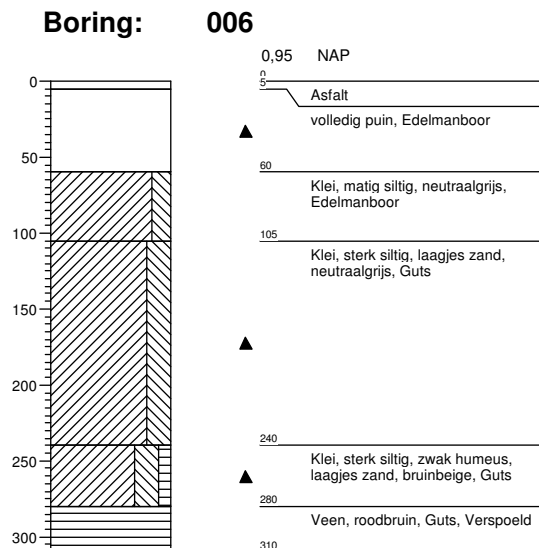 Boring: 006
0,95 NAP
0
0
5
Asfalt
volledig puin, Edelmanboor
50
60
Klei, matig siltig, neutraalgrijs,
Edelmanboor
100
105
Klei, sterk siltig, laagjes zand,
neutraalgrijs, Guts
150
200
240
Klei, sterk siltig, zwak humeus,
laagjes zand, bruinbeige, Guts
250
280
Veen, roodbruin, Guts, Verspoeld
300
310